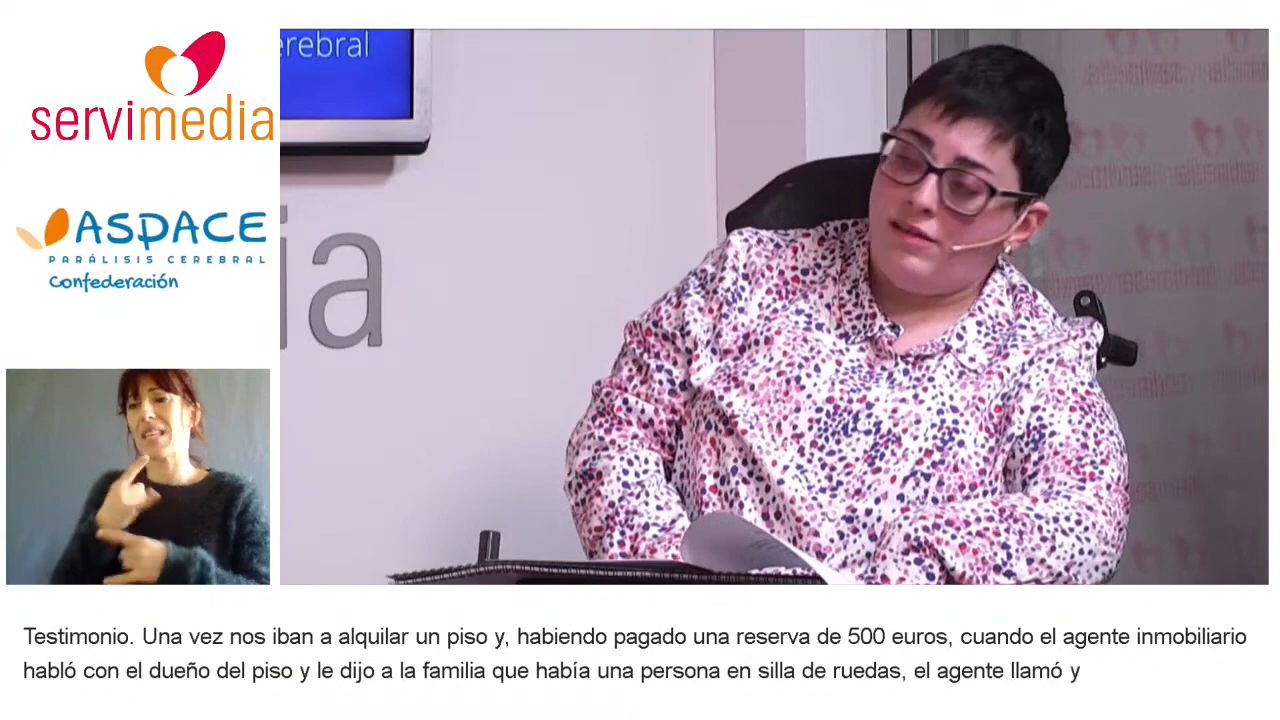 servimedia
erebral
ASPACE
PARÁLISIS CEREBRAL
Confederación
ia
Testimonio. Una vez nos iban a alquilar un piso y, habiendo pagado una reserva de 500 euros, cuando el agente inmobiliario
habló con el dueño del piso y le dijo a la familia que había una persona en silla de ruedas, el agente llamó y